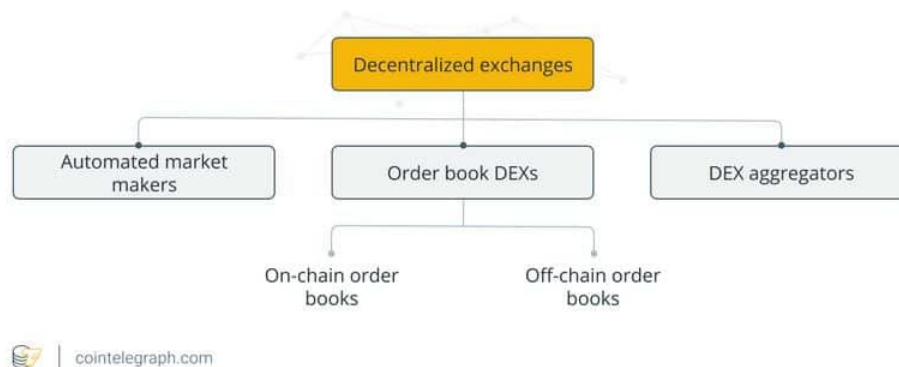 Decentralized exchanges
Automated market
makers
Order book DEXs
DEX aggregators
On-chain order
books
Off-chain order
books
cointelegraph.com